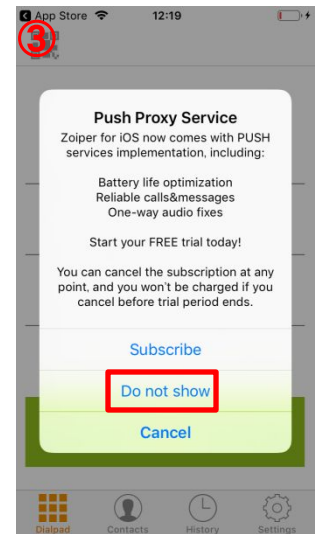 App Store 12:19
③
Push Proxy Service
Zoiper for iOS now comes with PUSH
services implementation, including:
Battery life optimization
Reliable calls&messages
One-way audio fixes
Start your FREE trial today!
You can cancel the subscription at any
point, and you won't be charged if you
cancel before trial period ends.
Subscribe
Do not show
Cancel
Dialpad Contacts History Settings